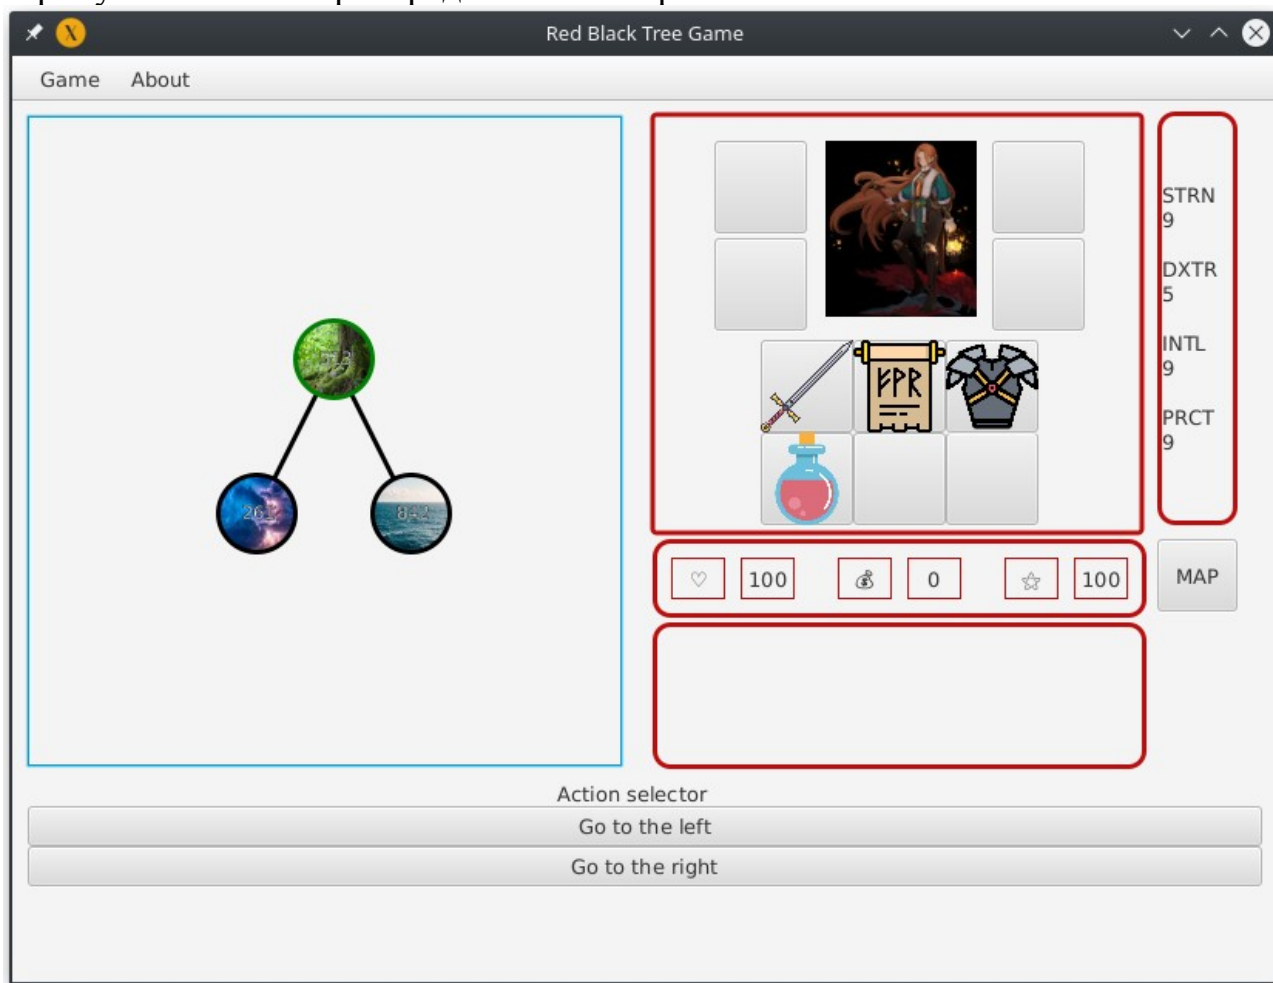 Red Black Tree Game
Game About
STRN
9
DXTR
5
INTL
9
PRCT
9
842
♡ 100 💰 0 ☆ 100
MAP
Action selector
Go to the left
Go to the right